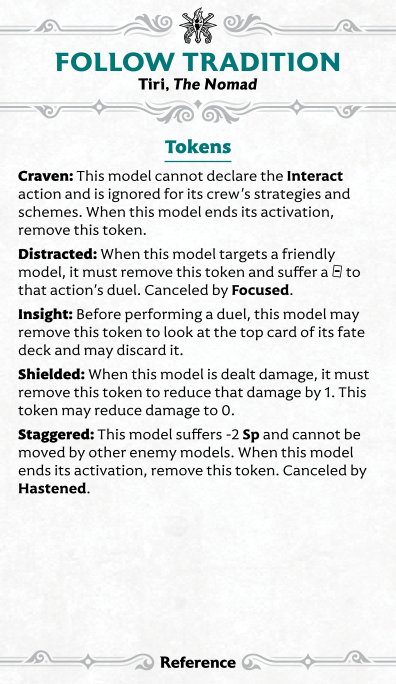 FOLLOW TRADITION
Tiri, The Nomad
Tokens
Craven: This model cannot declare the Interact
action and is ignored for its crew's strategies and
schemes. When this model ends its activation,
remove this token.
Distracted: When this model targets a friendly
model, it must remove this token and suffer a to
that action's duel. Canceled by Focused.
Insight: Before performing a duel, this model may
remove this token to look at the top card of its fate
deck and may discard it.
Shielded: When this model is dealt damage, it must
remove this token to reduce that damage by 1. This
token may reduce damage to 0.
Staggered: This model suffers -2 Sp and cannot be
moved by other enemy models. When this model
ends its activation, remove this token. Canceled by
Hastened.
Reference